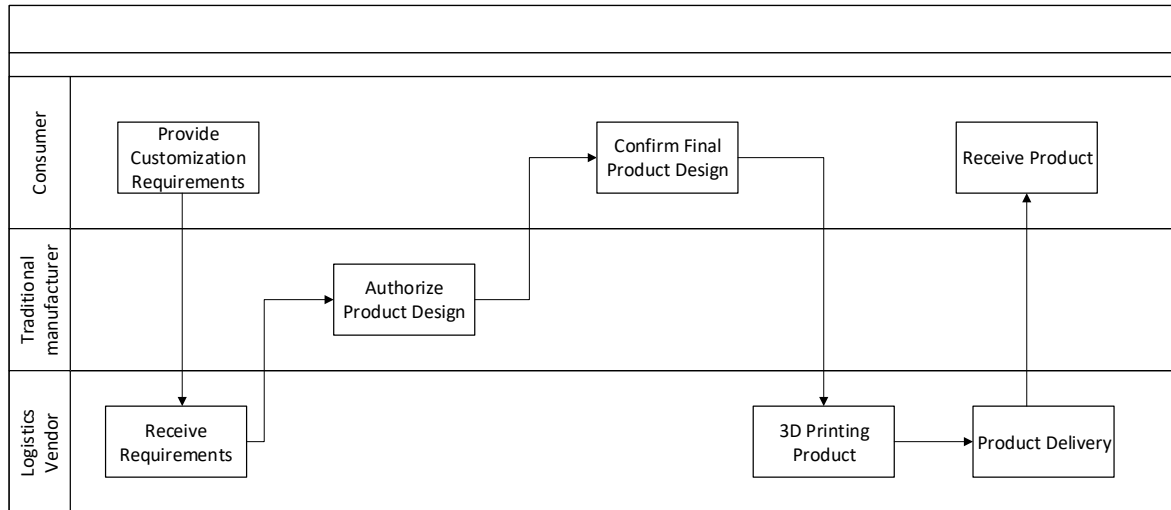 Consumer
Provide
Customization
Requirements
Confirm Final
Product Design
Receive Product
Traditional
manufacturer
Authorize
Product Design
Logistics
Vendor
Receive
Requirements
3D Printing
Product
Product Delivery